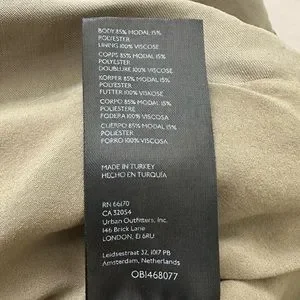 BODY 85% MODAL 15%
POLYESTER
LINING 100% VISCOSE
CORPS 85% MODAL 15%
POLYESTER
DOUBLURE 100% VISCOSE
KÖRPER 85% MODAL 15%
POLYESTER
FUTTER 100% VISKOSE
CORPO 85% MODAL 15%
POLIESTERE
FODERA 100% VISCOSA
CUERPO 85% MODAL 15%
POLIÉSTER
FORRO 100% VISCOSA
MADE IN TURKEY
HECHO EN TURQUÍA
RN 66170
CA 32054
Urban Outfitters, Inc.
146 Brick Lane
LONDON, E1 6RU
Leidsestraat 32, 1017 PB
Amsterdam, Netherlands
OB1468077